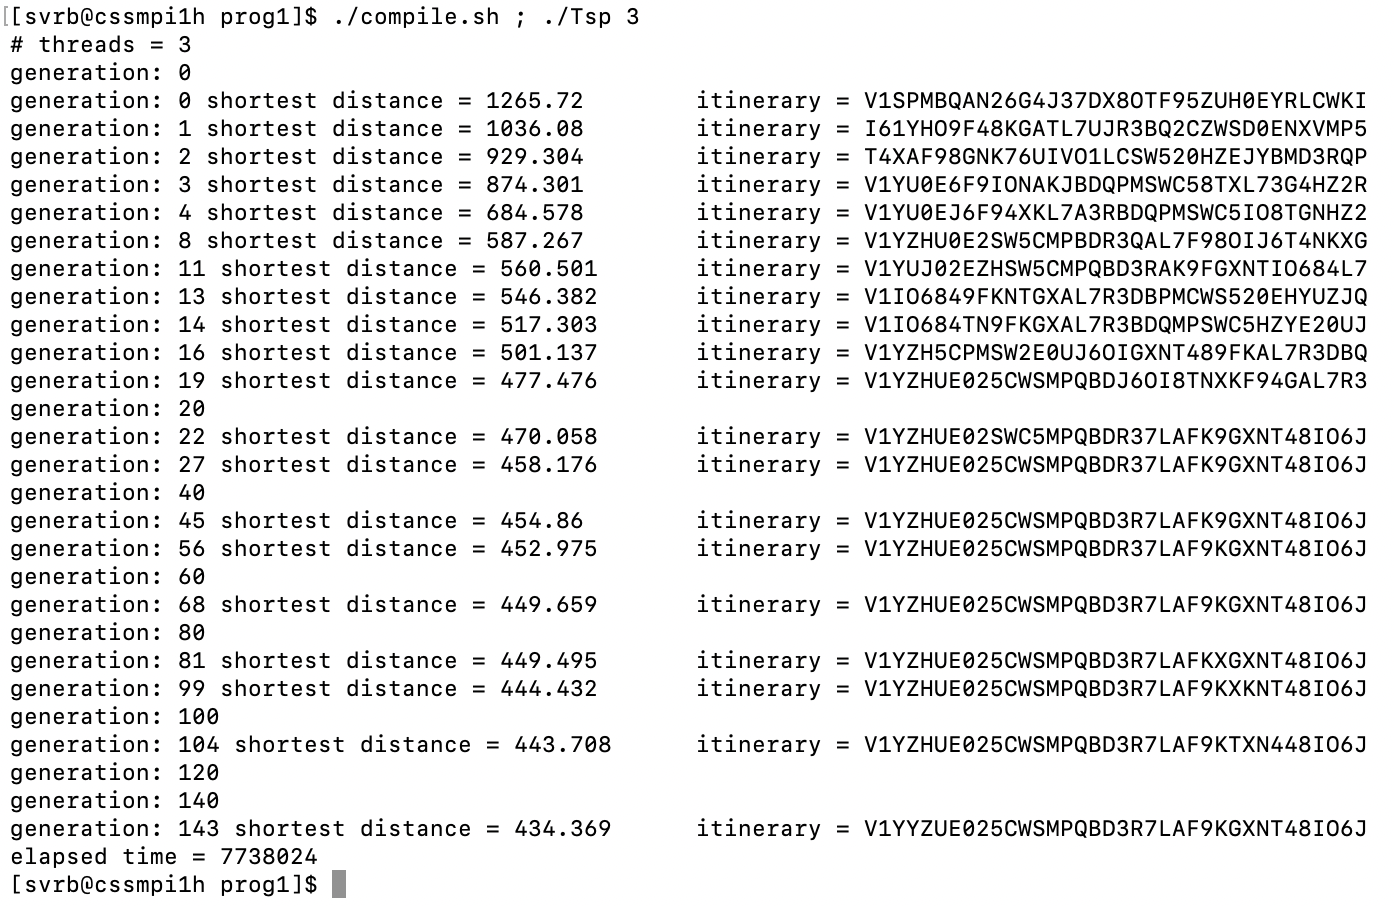 [[svrb@cssmpi1h prog1]$ ./compile.sh ; ./Tsp 3
# threads = 3
generation: 0
generation: 0 shortest distance = 1265.72        itinerary = V1SPMBQAN26G4J37DX8OTF95ZUH0EYRLCWKI
generation: 1 shortest distance = 1036.08        itinerary = I61YHO9F48KGATL7UJR3BQ2CZWSD0ENXVMP5
generation: 2 shortest distance = 929.304        itinerary = T4XAF98GNK76UIVO1LCSW520HZEJYBMD3RQP
generation: 3 shortest distance = 874.301        itinerary = V1YU0E6F9IONAKJBDQPMSWC58TXL73G4HZ2R
generation: 4 shortest distance = 684.578        itinerary = V1YU0EJ6F94XKL7A3RBDQPMSWC5IO8TGNHZ2
generation: 8 shortest distance = 587.267        itinerary = V1YZHU0E2SW5CMPBDR3QAL7F98OIJ6T4NKXG
generation: 11 shortest distance = 560.501       itinerary = V1YUJ02EZHSW5CMPQBD3RAK9FGXNTIO684L7
generation: 13 shortest distance = 546.382       itinerary = V1IO6849FKNTGXAL7R3DBPMCWS520EHYUZJQ
generation: 14 shortest distance = 517.303       itinerary = V1IO684TN9FKGXAL7R3BDQMPSWC5HZYE20UJ
generation: 16 shortest distance = 501.137       itinerary = V1YZH5CPMSW2E0UJ6OIGXNT489FKAL7R3DBQ
generation: 19 shortest distance = 477.476       itinerary = V1YZHUE025CWSMPQBDJ6OI8TNXKF94GAL7R3
generation: 20
generation: 22 shortest distance = 470.058       itinerary = V1YZHUE02SWC5MPQBDR37LAFK9GXNT48IO6J
generation: 27 shortest distance = 458.176       itinerary = V1YZHUE025CWSMPQBDR37LAFK9GXNT48IO6J
generation: 40
generation: 45 shortest distance = 454.86        itinerary = V1YZHUE025CWSMPQBD3R7LAFK9GXNT48IO6J
generation: 56 shortest distance = 452.975       itinerary = V1YZHUE025CWSMPQBDR37LAF9KGXNT48IO6J
generation: 60
generation: 68 shortest distance = 449.659       itinerary = V1YZHUE025CWSMPQBD3R7LAF9KGXNT48IO6J
generation: 80
generation: 81 shortest distance = 449.495       itinerary = V1YZHUE025CWSMPQBD3R7LAFKXGXNT48IO6J
generation: 99 shortest distance = 444.432       itinerary = V1YZHUE025CWSMPQBD3R7LAF9KXKNT48IO6J
generation: 100
generation: 104 shortest distance = 443.708      itinerary = V1YZHUE025CWSMPQBD3R7LAF9KTXN448IO6J
generation: 120
generation: 140
generation: 143 shortest distance = 434.369      itinerary = V1YYZUE025CWSMPQBD3R7LAF9KGXNT48IO6J
elapsed time = 7738024
[svrb@cssmpi1h prog1]$